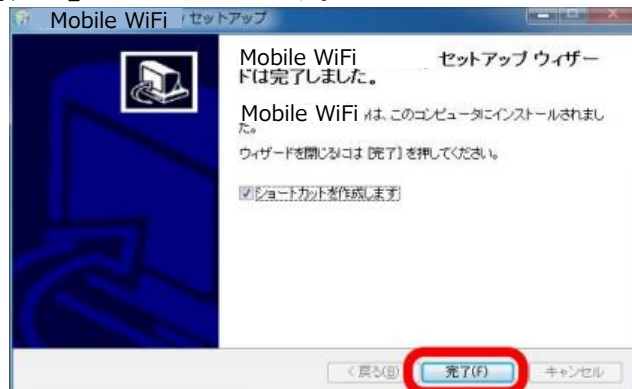 Mobile WiFi セットアップ
Mobile WiFi セットアップ ウィザー
ドは完了しました。
Mobile WiFi は、このコンピュータにインストールされまし
た。
ウィザードを閉じるには [完了] を押してください。
ショートカットを作成します
< 戻る(B)
完了(F)
キャンセル